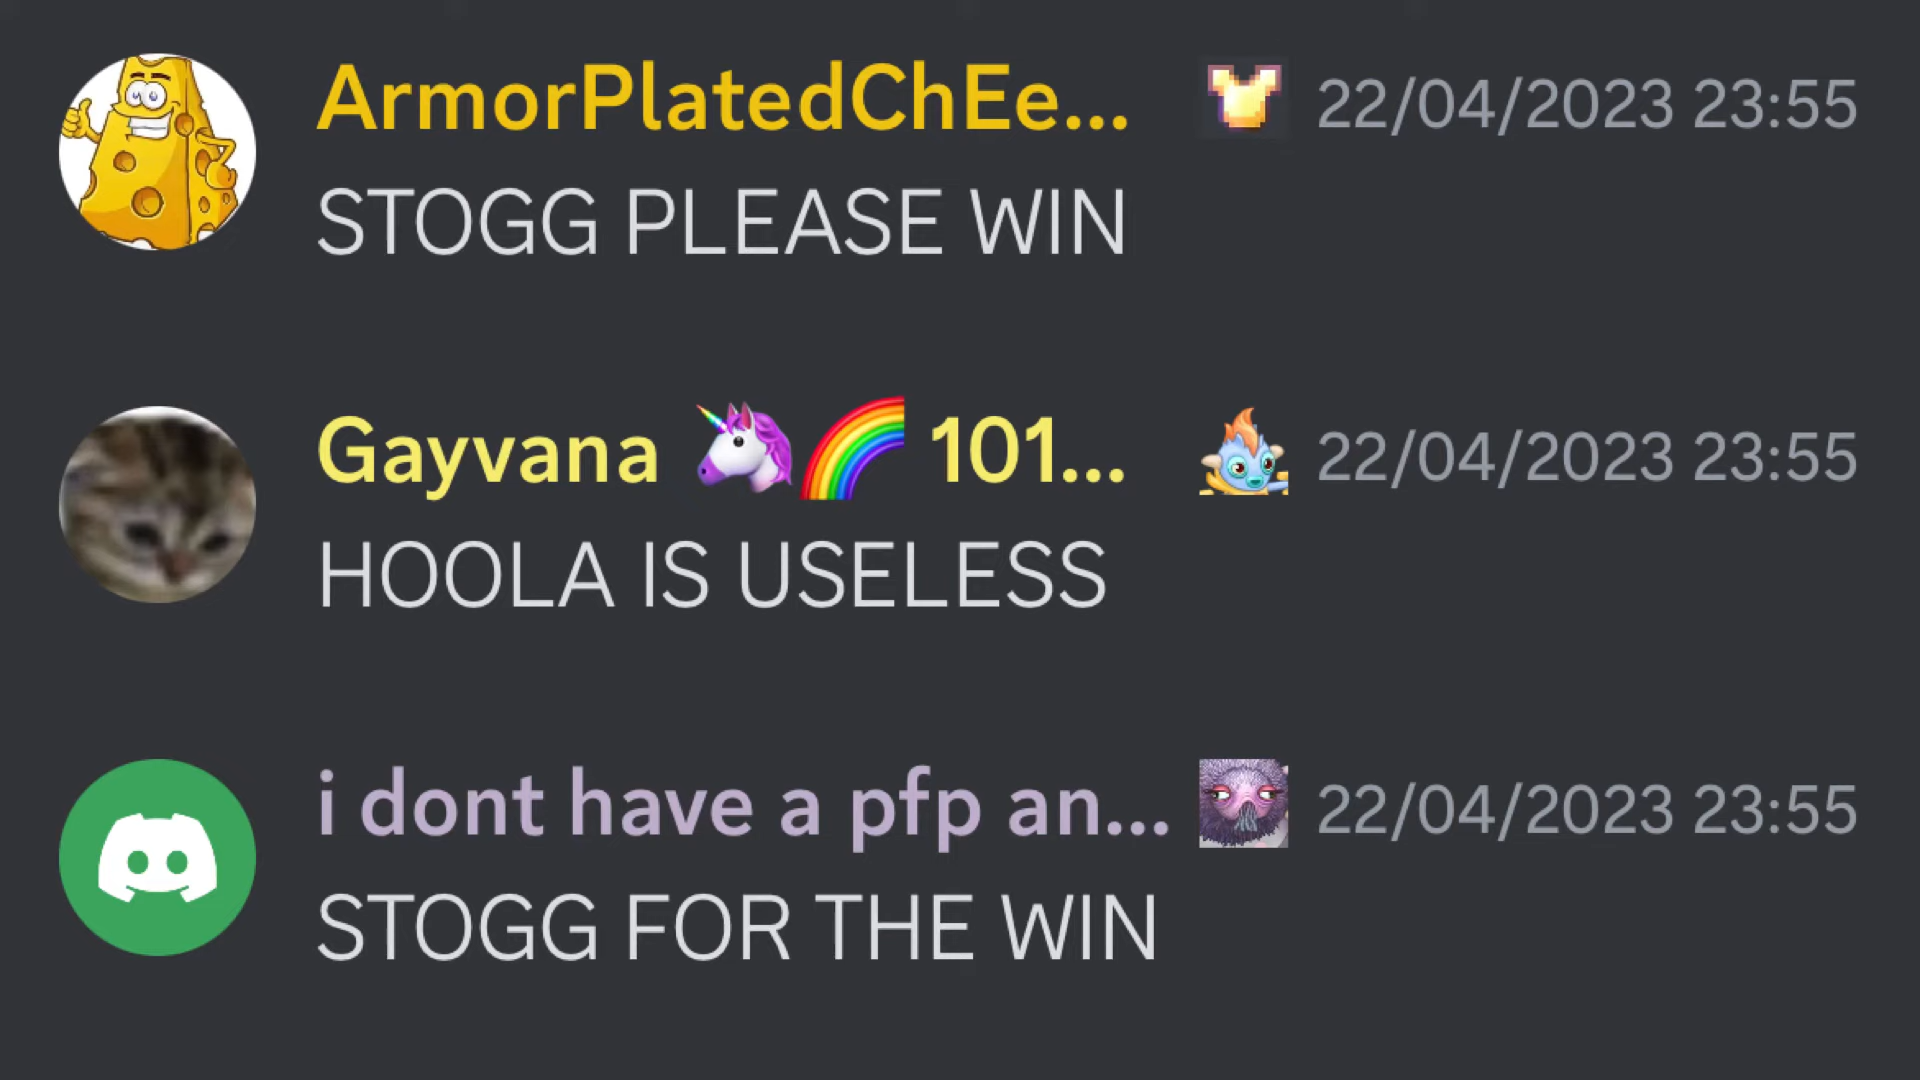 ArmorPlatedChEe... 22/04/2023 23:55
STOGG PLEASE WIN
Gayvana 🦄🌈 101... 22/04/2023 23:55
HOOLA IS USELESS
i dont have a pfp an... 22/04/2023 23:55
STOGG FOR THE WIN